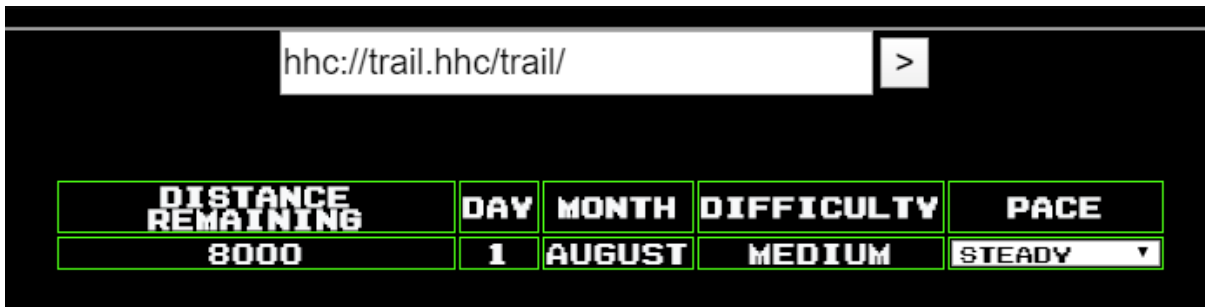 hhc://trail.hhc/trail/ >
DISTANCE REMAINING DAY MONTH DIFFICULTY PACE
8000 1 AUGUST MEDIUM STEADY